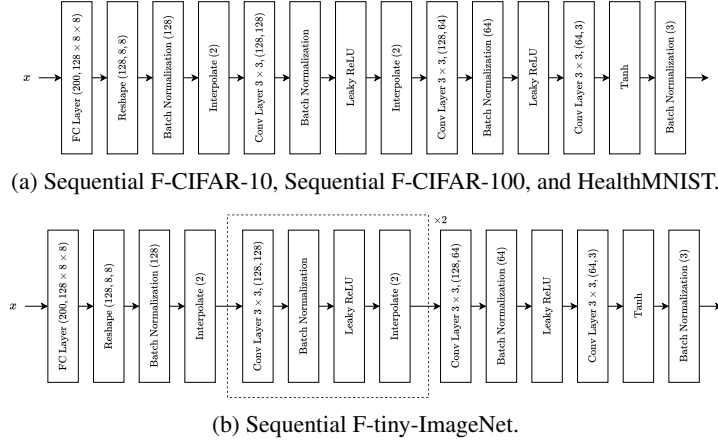 x
FC Layer (200, 128 × 8 × 8)
Reshape (128, 8, 8)
Batch Normalization (128)
Interpolate (2)
Conv Layer 3 × 3, (128, 128)
Batch Normalization
Leaky ReLU
Interpolate (2)
Conv Layer 3 × 3, (128, 64)
Batch Normalization (64)
Leaky ReLU
Conv Layer 3 × 3, (64, 3)
Tanh
Batch Normalization (3)
(a) Sequential F-CIFAR-10, Sequential F-CIFAR-100, and HealthMNIST.
x
FC Layer (200, 128 × 8 × 8)
Reshape (128, 8, 8)
Batch Normalization (128)
Interpolate (2)
Conv Layer 3 × 3, (128, 128)
Batch Normalization
Leaky ReLU
Interpolate (2)
×2
Conv Layer 3 × 3, (128, 64)
Batch Normalization (64)
Leaky ReLU
Conv Layer 3 × 3, (64, 3)
Tanh
Batch Normalization (3)
(b) Sequential F-tiny-ImageNet.